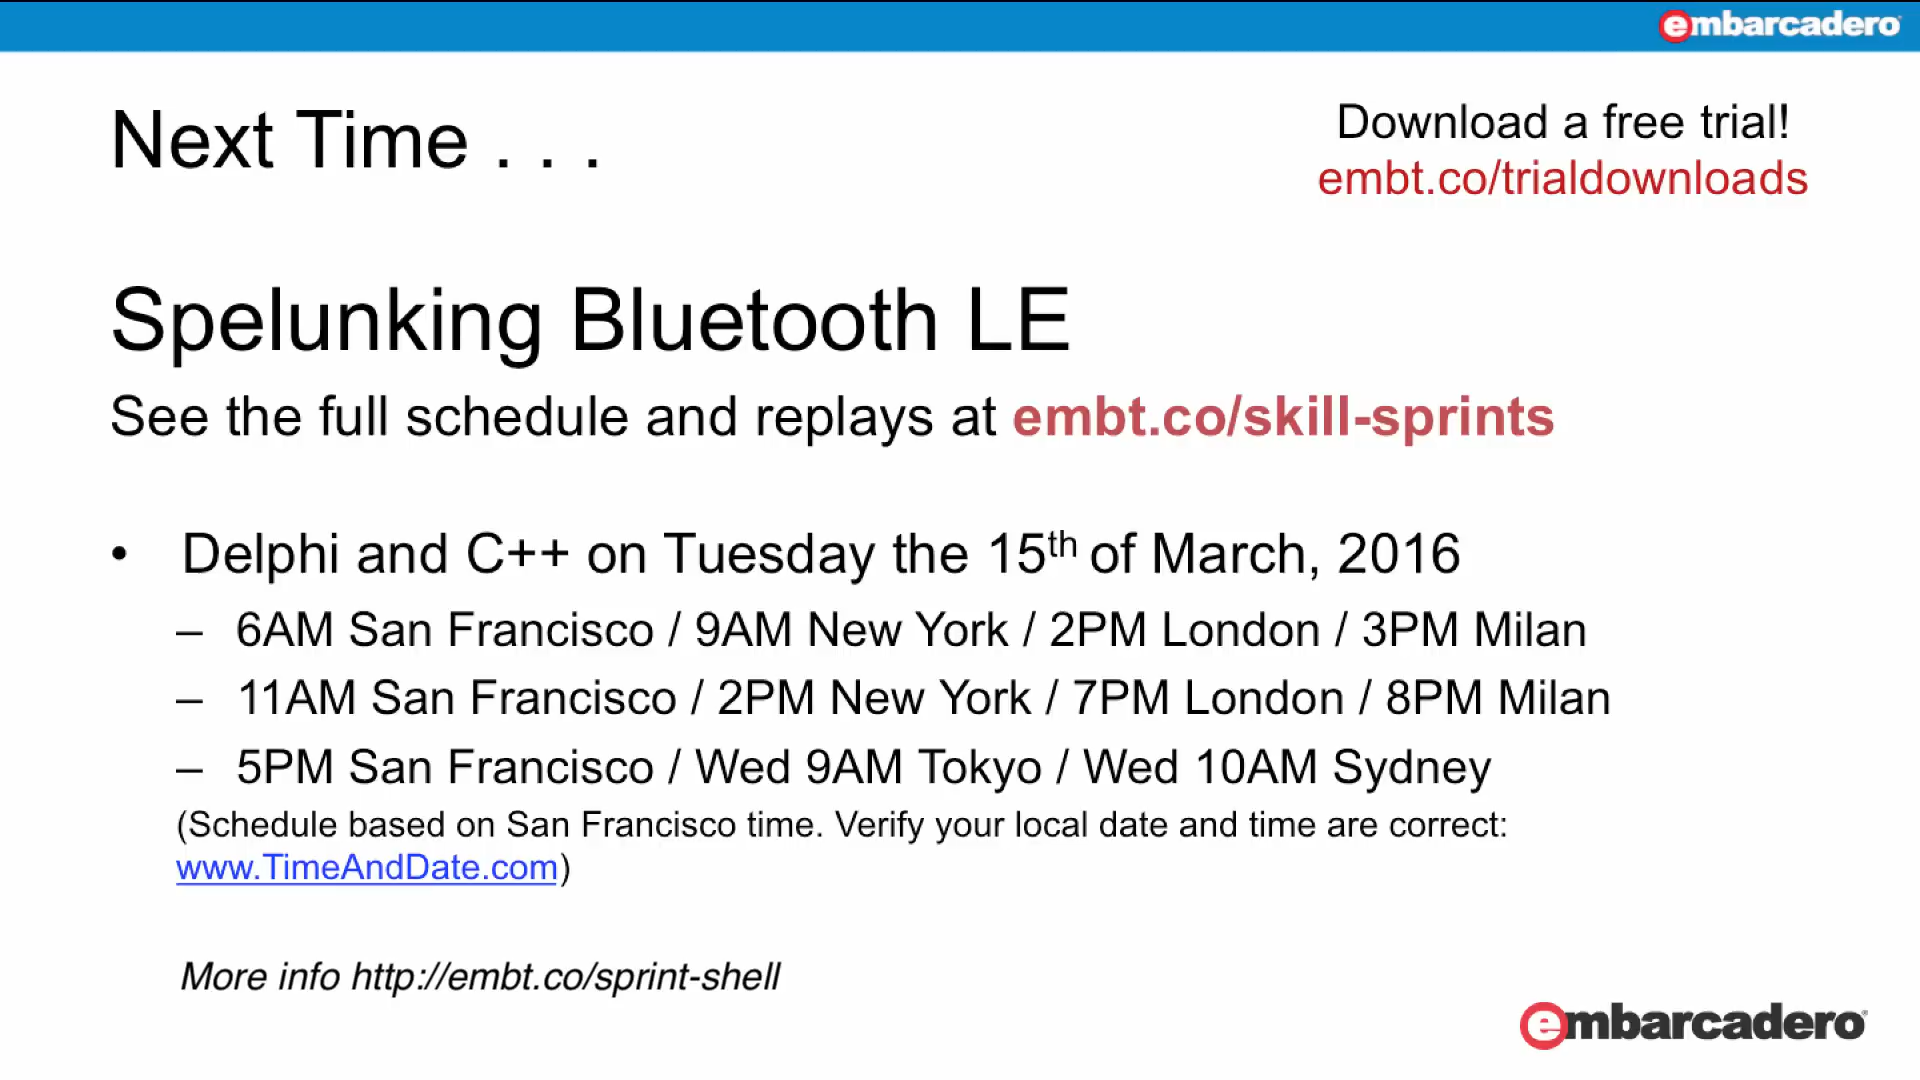 embarcadero
Next Time . . .
Download a free trial!
embt.co/trialdownloads
Spelunking Bluetooth LE
See the full schedule and replays at embt.co/skill-sprints
• Delphi and C++ on Tuesday the 15th of March, 2016
– 6AM San Francisco / 9AM New York / 2PM London / 3PM Milan
– 11AM San Francisco / 2PM New York / 7PM London / 8PM Milan
– 5PM San Francisco / Wed 9AM Tokyo / Wed 10AM Sydney
(Schedule based on San Francisco time. Verify your local date and time are correct:
www.TimeAndDate.com)
More info http://embt.co/sprint-shell
embarcadero®